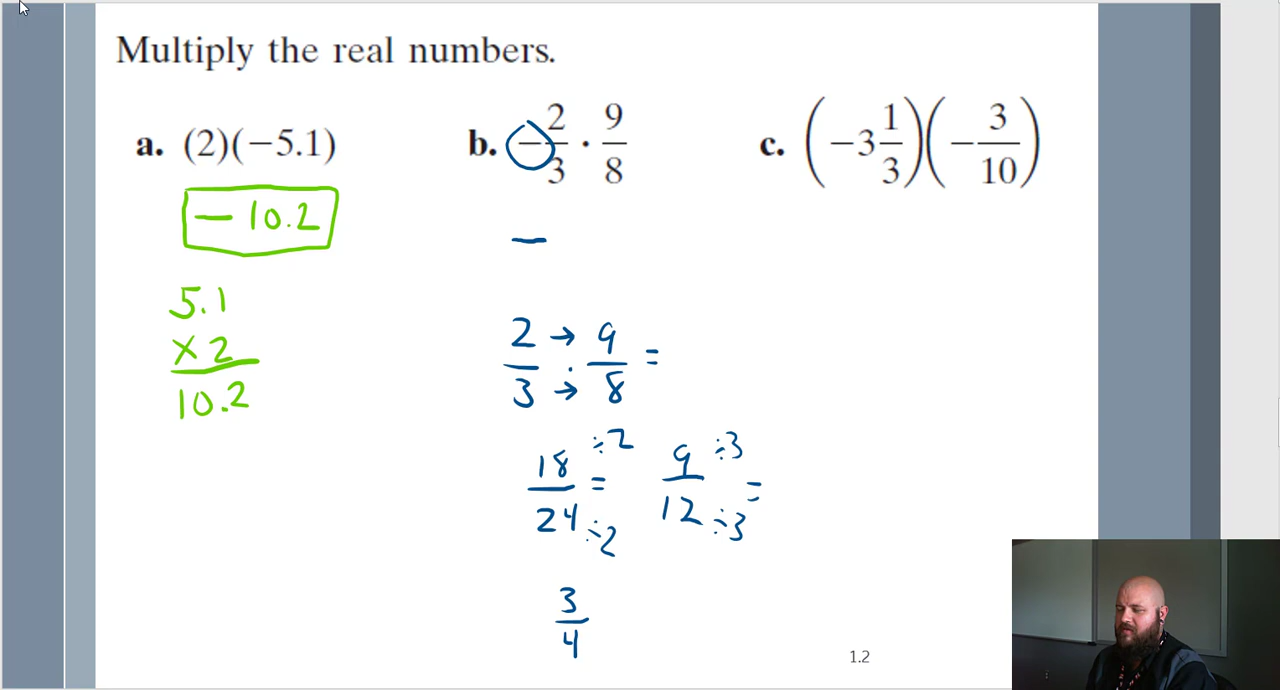 Multiply the real numbers.
a. (2)(−5.1)
− 10.2
5.1
× 2
10.2
b. −2/3 · 9/8
−
2/3 → → · 9/8 =
18/24 ÷2 ÷2 = 9/12 ÷3 ÷3 =
3/4
c. (−3 1/3)(−3/10)
1.2